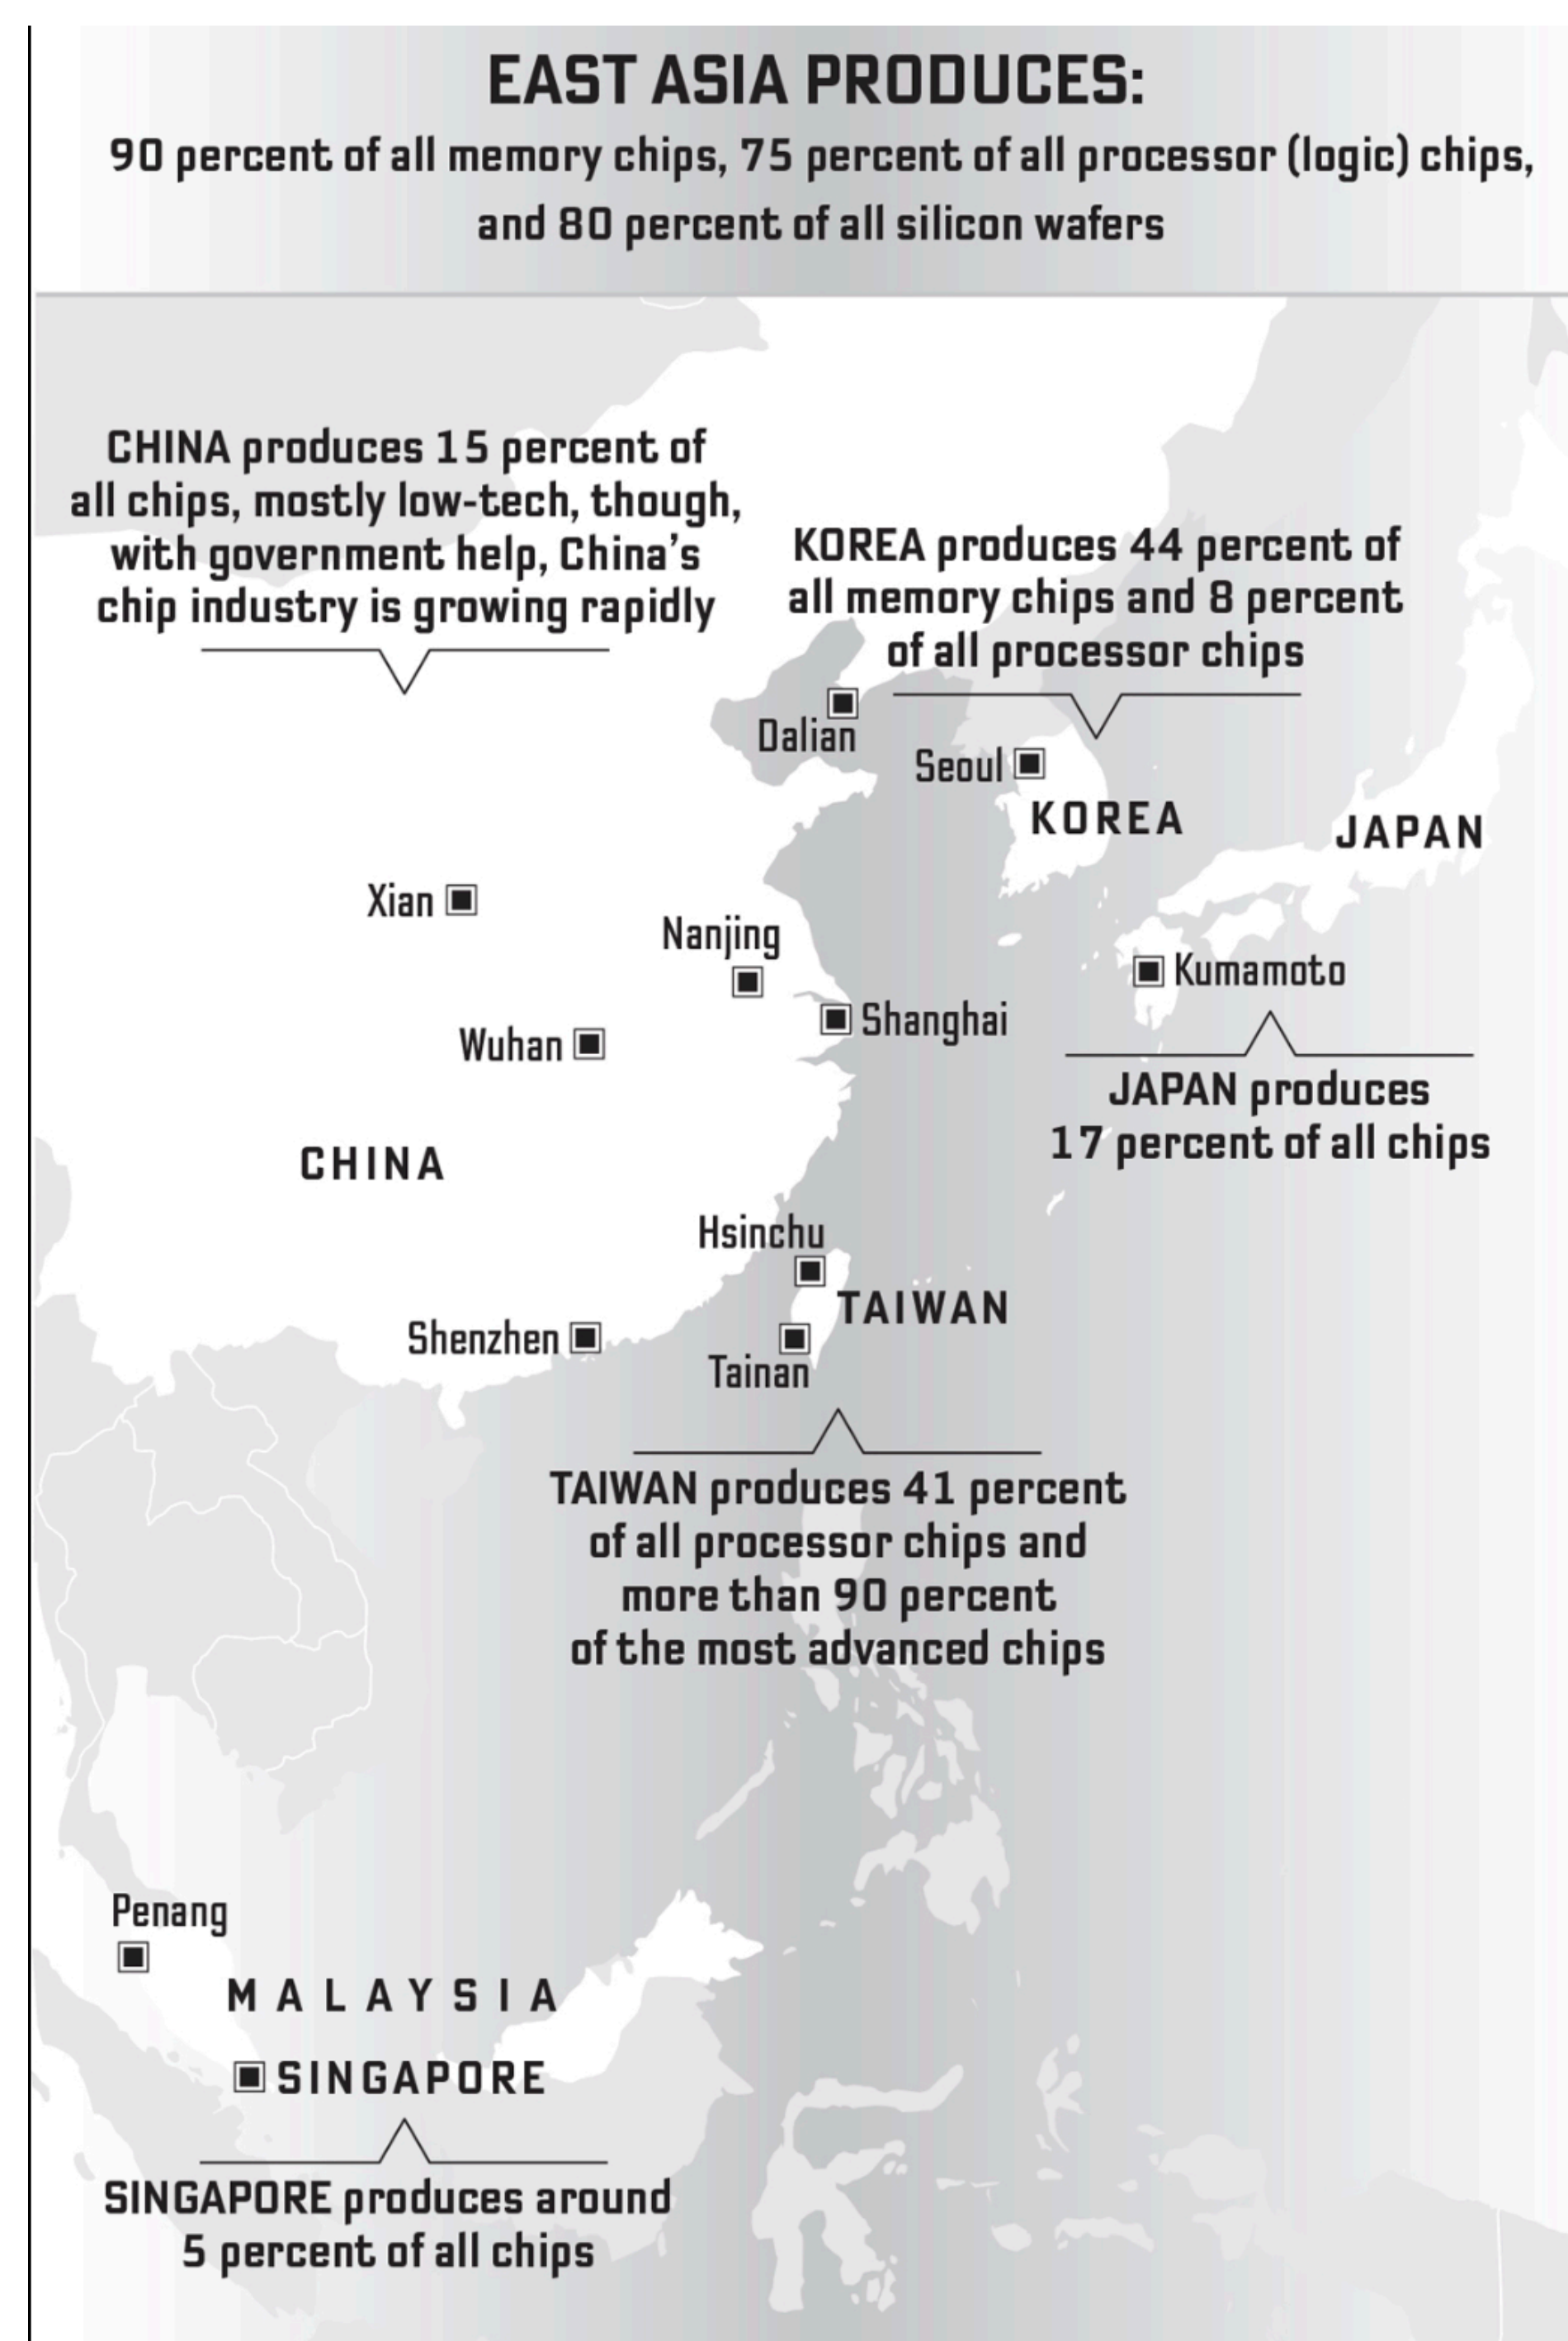 EAST ASIA PRODUCES:
90 percent of all memory chips, 75 percent of all processor (logic) chips,
and 80 percent of all silicon wafers
CHINA produces 15 percent of
all chips, mostly low-tech, though,
with government help, China's
chip industry is growing rapidly
KOREA produces 44 percent of
all memory chips and 8 percent
of all processor chips
Dalian
Seoul
KOREA
JAPAN
Xian
Nanjing
Kumamoto
Shanghai
Wuhan
JAPAN produces
17 percent of all chips
CHINA
Hsinchu
TAIWAN
Shenzhen
Tainan
TAIWAN produces 41 percent
of all processor chips and
more than 90 percent
of the most advanced chips
Penang
MALAYSIA
SINGAPORE
SINGAPORE produces around
5 percent of all chips